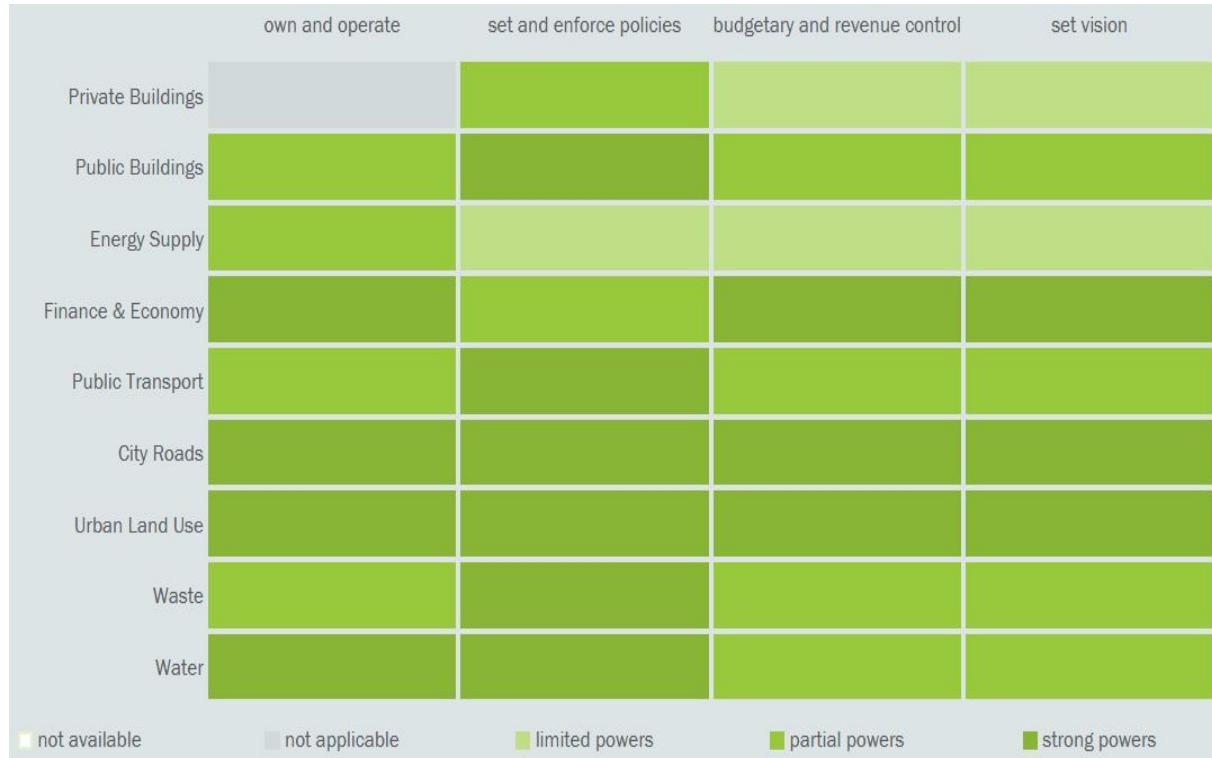 own and operate set and enforce policies budgetary and revenue control set vision
Private Buildings
Public Buildings
Energy Supply
Finance & Economy
Public Transport
City Roads
Urban Land Use
Waste
Water
not available not applicable limited powers partial powers strong powers